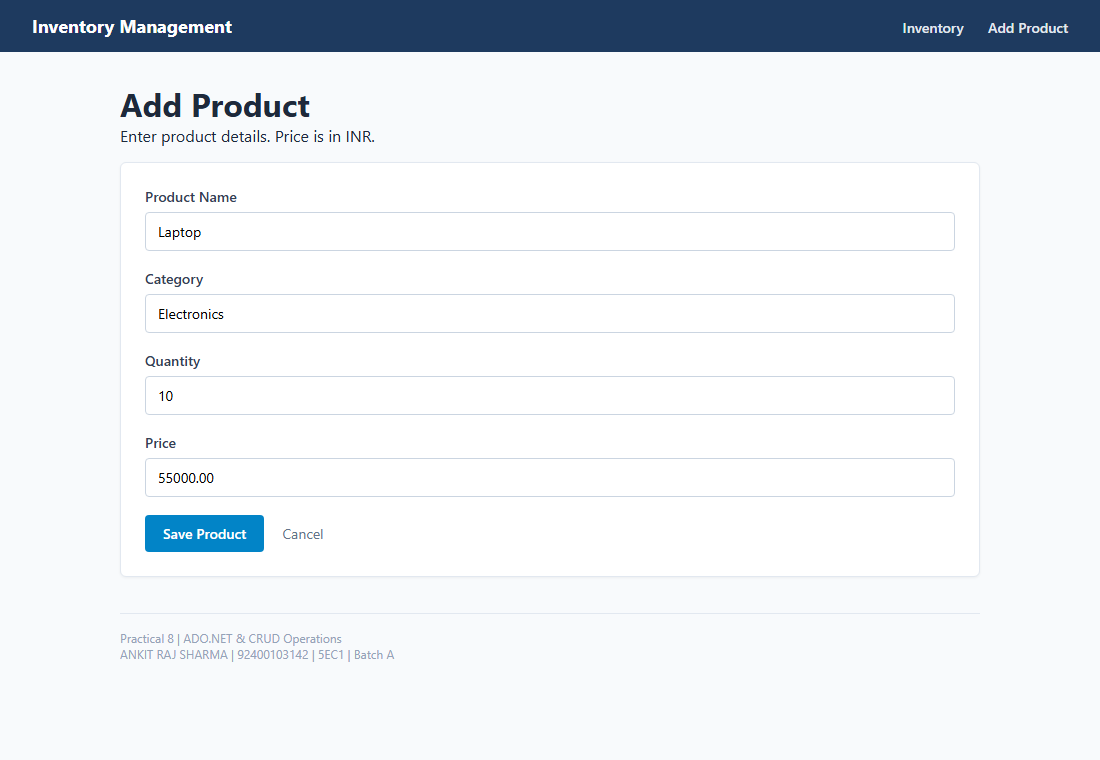 Inventory Management
Inventory
Add Product
Add Product
Enter product details. Price is in INR.
Product Name
Laptop
Category
Electronics
Quantity
10
Price
55000.00
Save Product
Cancel
Practical 8 | ADO.NET & CRUD Operations
ANKIT RAJ SHARMA | 92400103142 | 5EC1 | Batch A